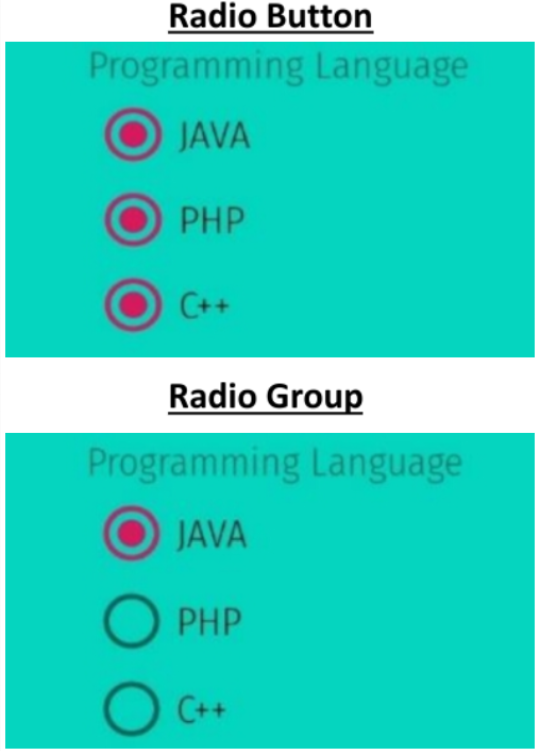 Radio Button
Programming Language
JAVA
PHP
C++
Radio Group
Programming Language
JAVA
PHP
C++